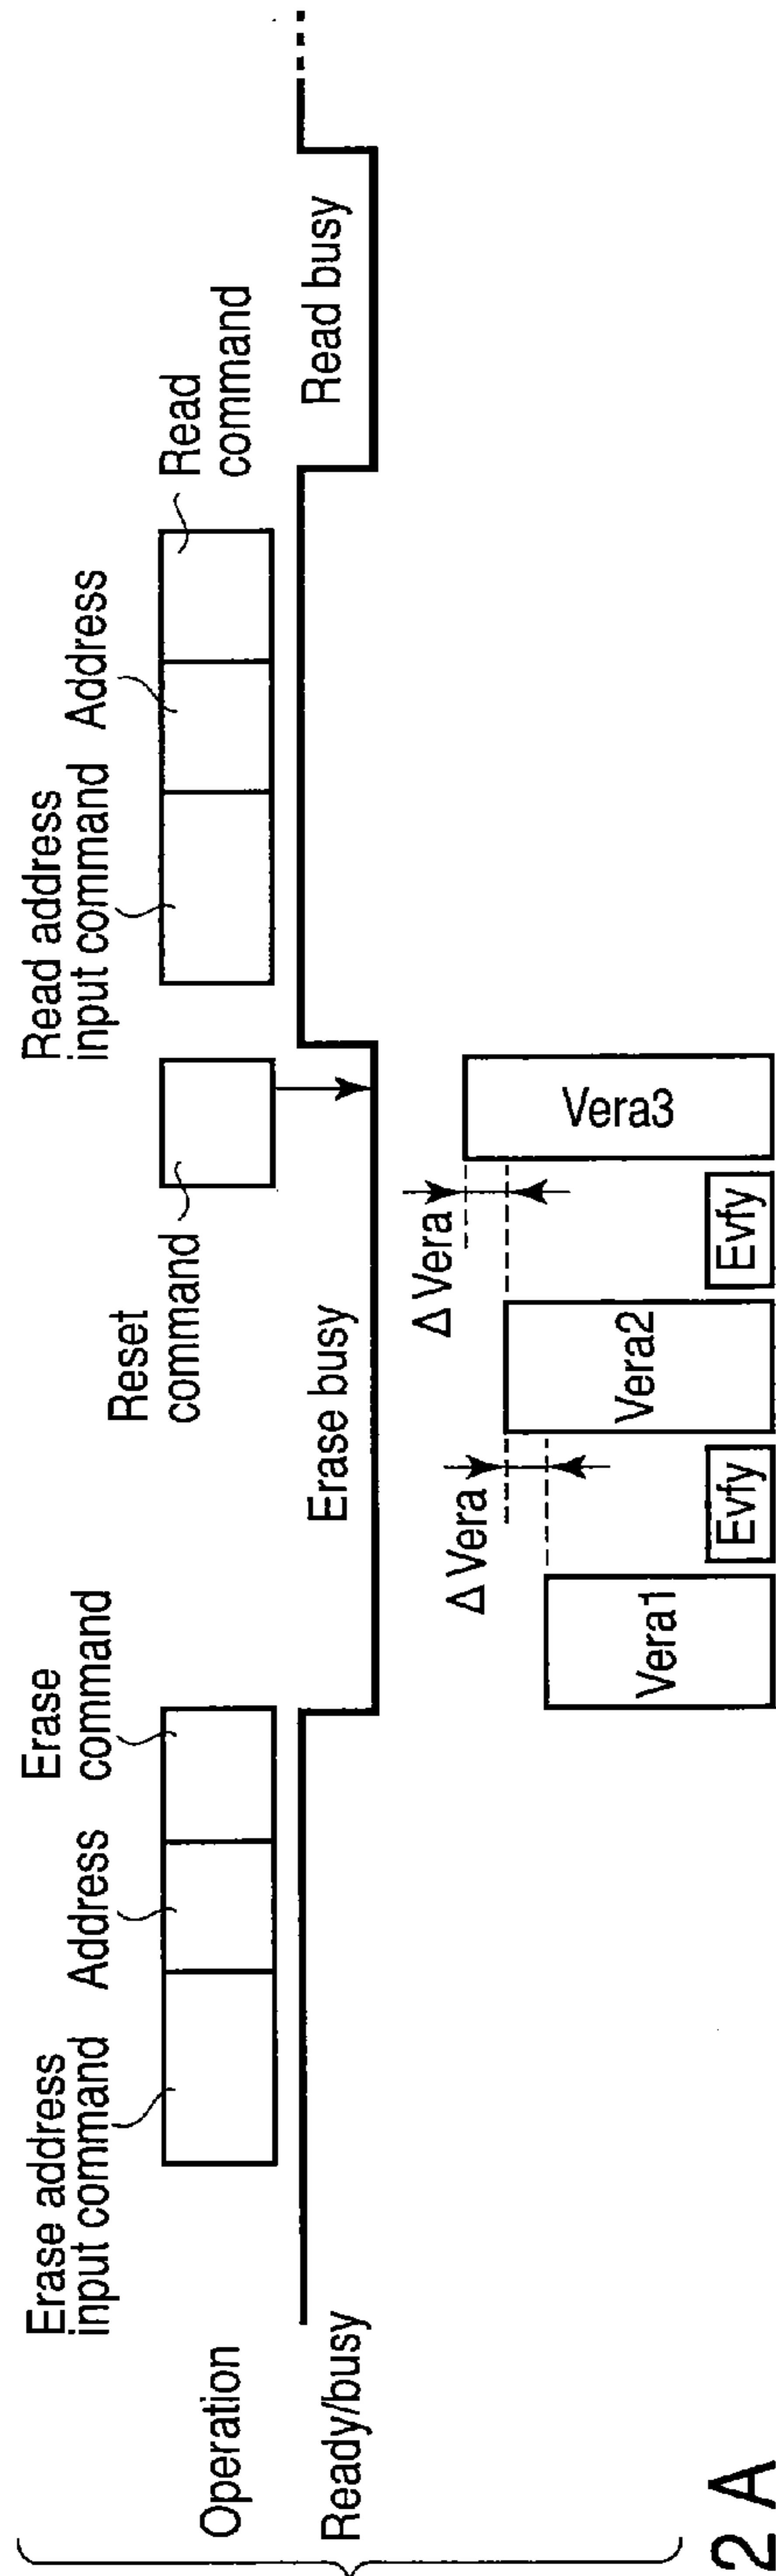 Erase address
input command
Address
Erase
command
Reset
command
Read address
input command
Address
Read
command
Operation
Ready/busy
Erase busy
Read busy
Δ Vera
Δ Vera
Vera1
Evfy
Vera2
Evfy
Vera3
2 A